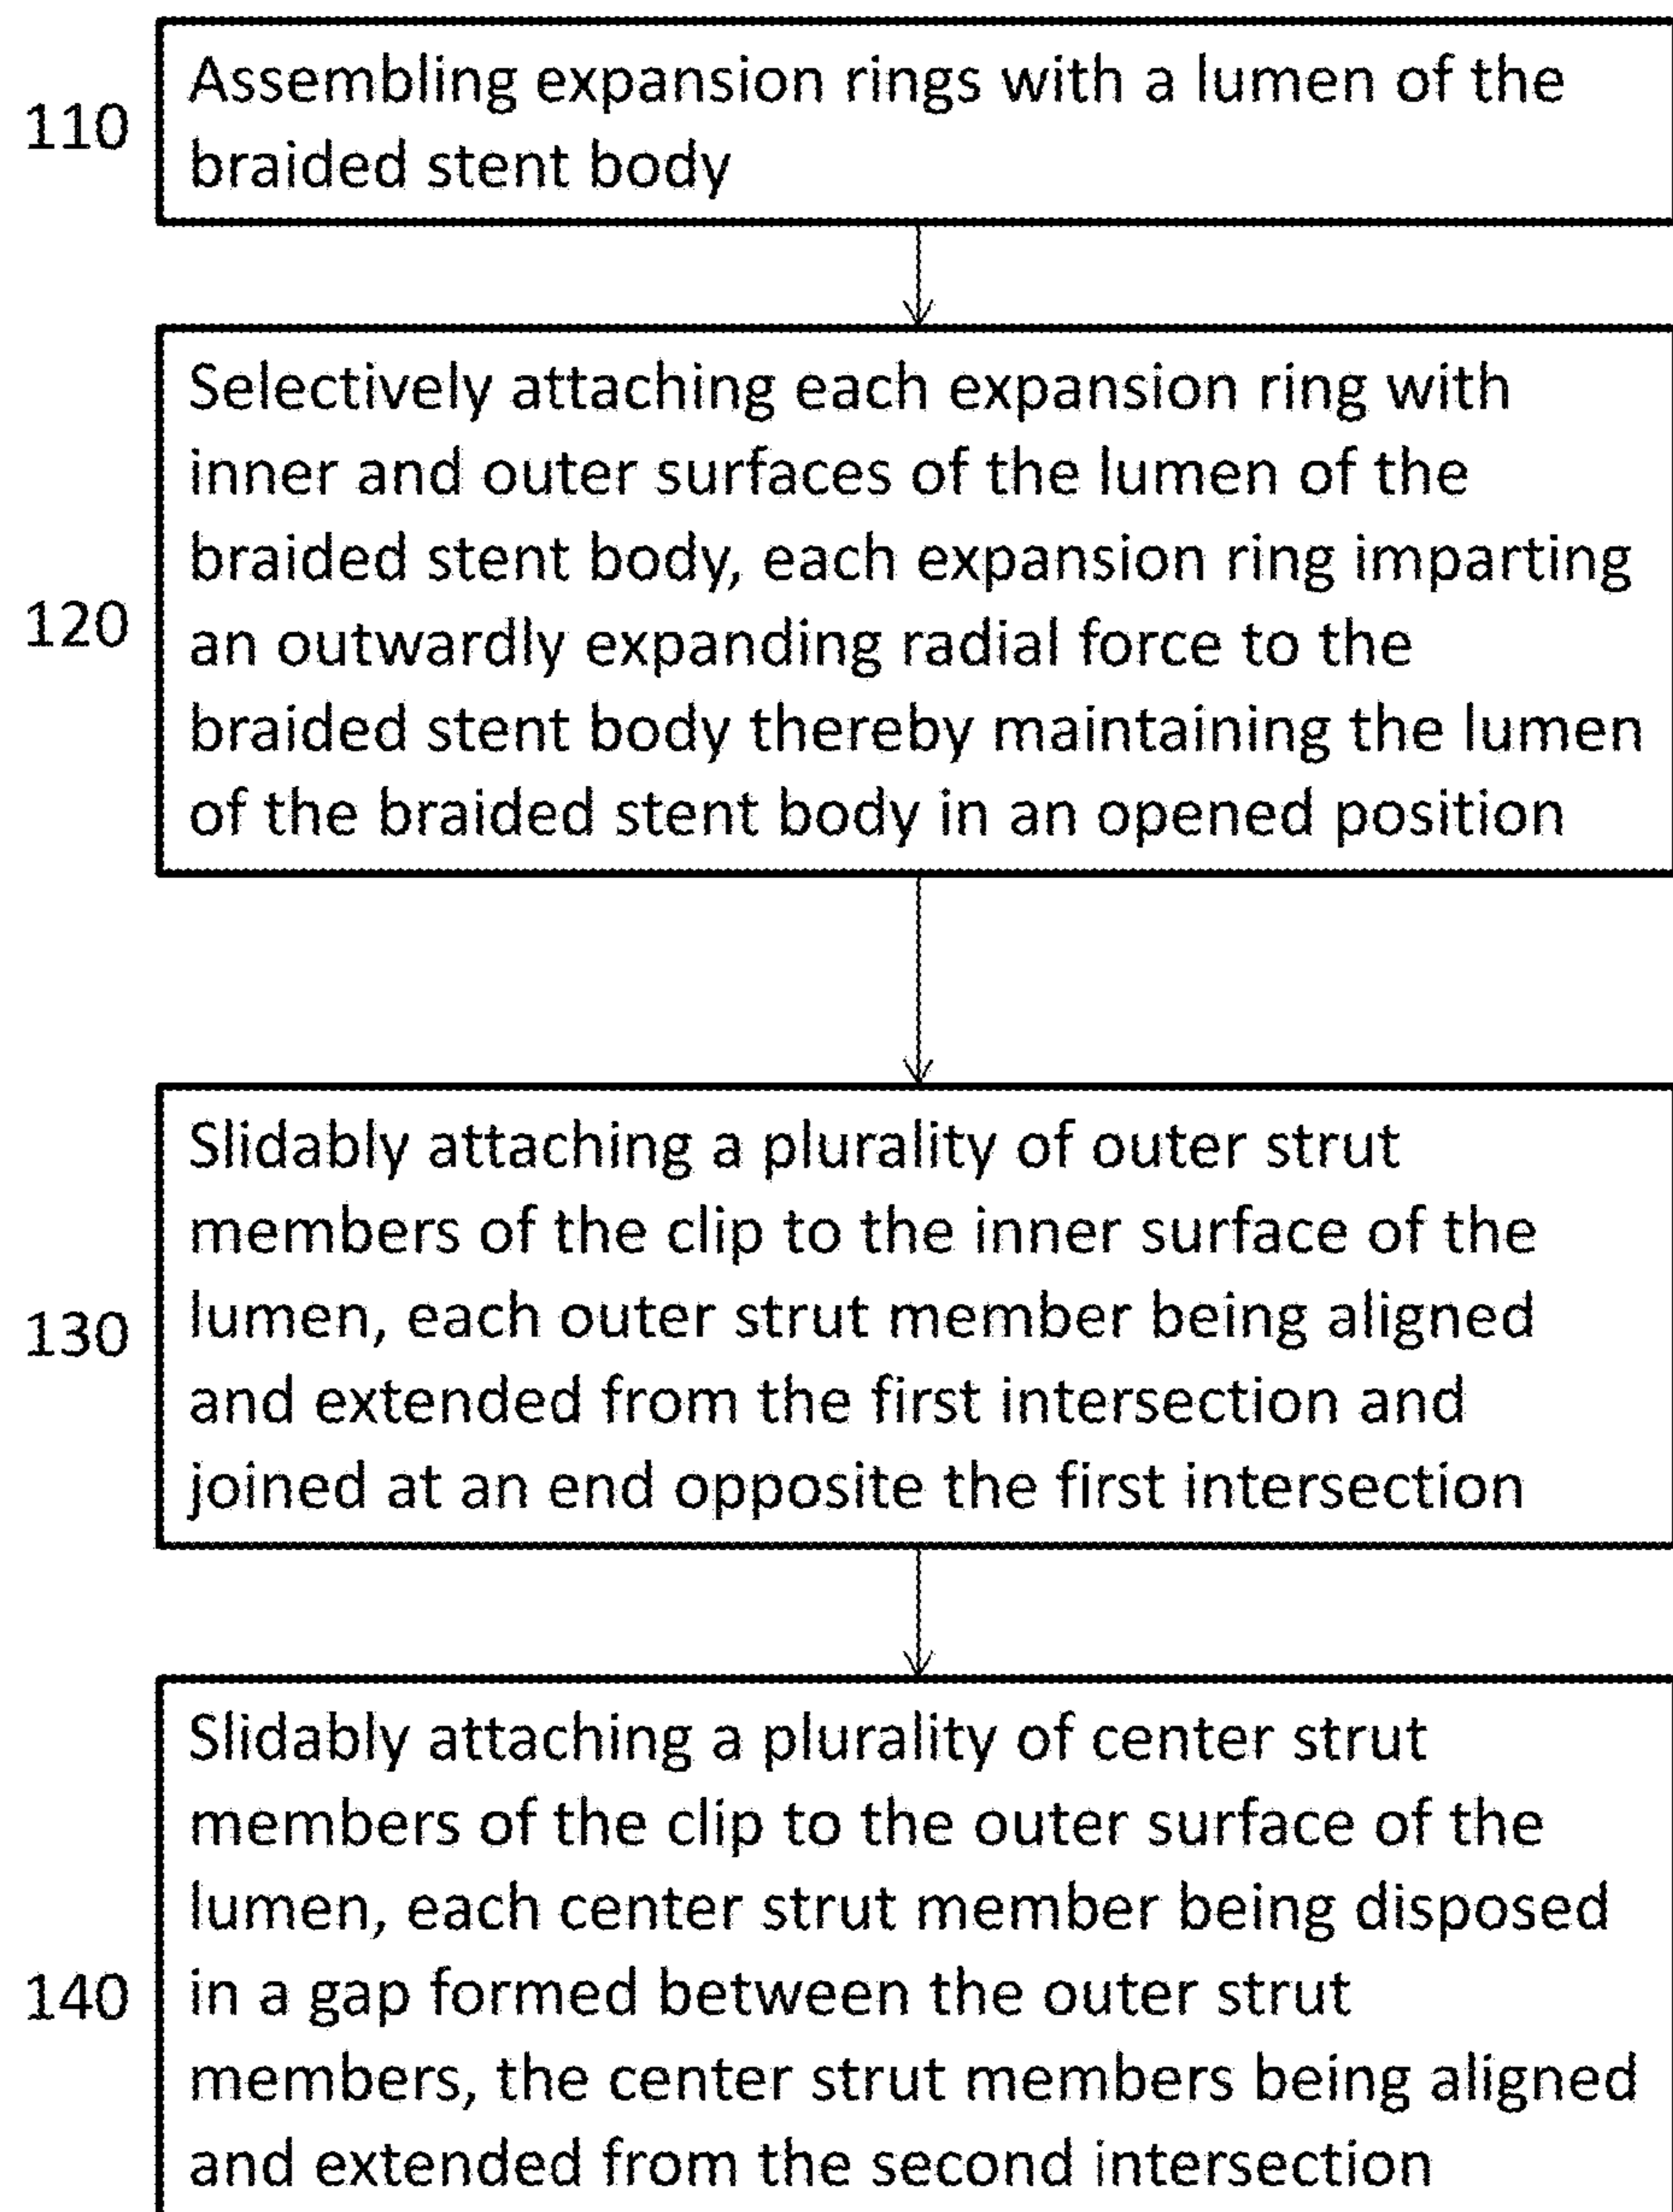 110
Assembling expansion rings with a lumen of the
braided stent body
120
Selectively attaching each expansion ring with
inner and outer surfaces of the lumen of the
braided stent body, each expansion ring imparting
an outwardly expanding radial force to the
braided stent body thereby maintaining the lumen
of the braided stent body in an opened position
130
Slidably attaching a plurality of outer strut
members of the clip to the inner surface of the
lumen, each outer strut member being aligned
and extended from the first intersection and
joined at an end opposite the first intersection
140
Slidably attaching a plurality of center strut
members of the clip to the outer surface of the
lumen, each center strut member being disposed
in a gap formed between the outer strut
members, the center strut members being aligned
and extended from the second intersection